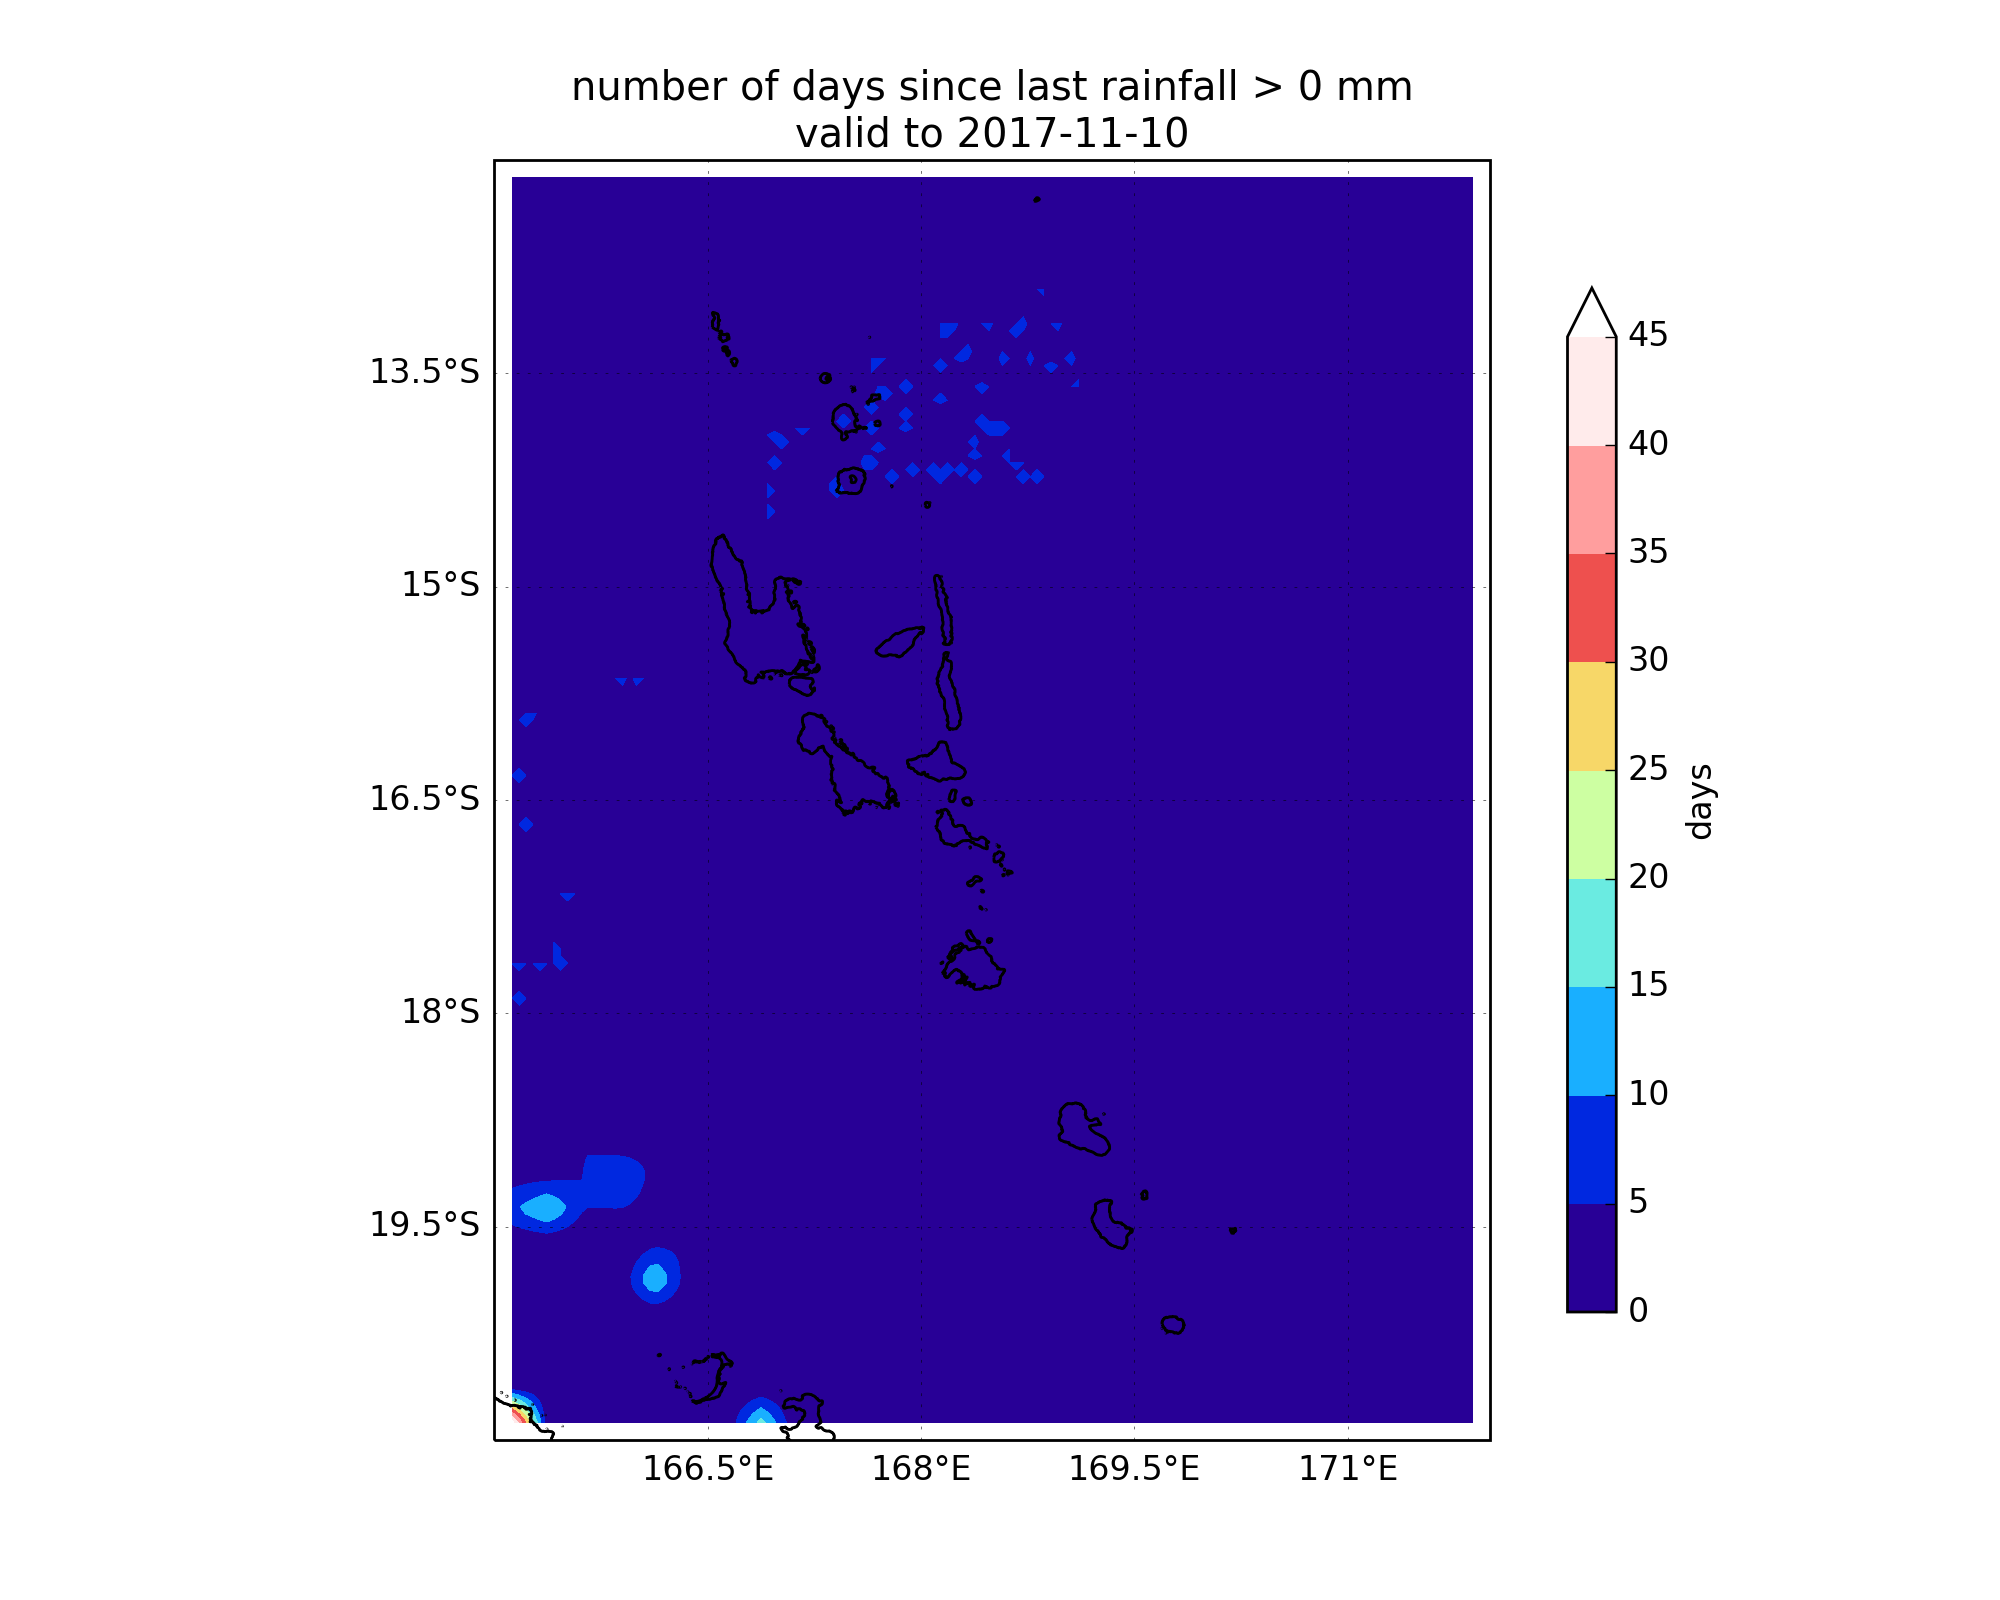 number of days since last rainfall > 0 mm
valid to 2017-11-10
13.5°S
15°S
16.5°S
18°S
19.5°S
166.5°E
168°E
169.5°E
171°E
45
40
35
30
25
20
15
10
5
0
days